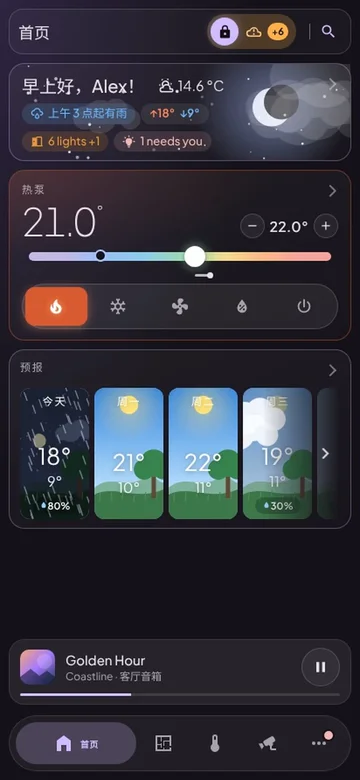 首页
+6
早上好，Alex！
14.6 °C
上午 3 点起有雨
↑18° ↓9°
6 lights +1
1 needs you.
热泵
21.0°
− 22.0° +
预报
今天 周一 周二 周三
18° 21° 22° 19°
9° 10° 11° 11°
80% 30%
Golden Hour
Coastline · 客厅音箱
首页